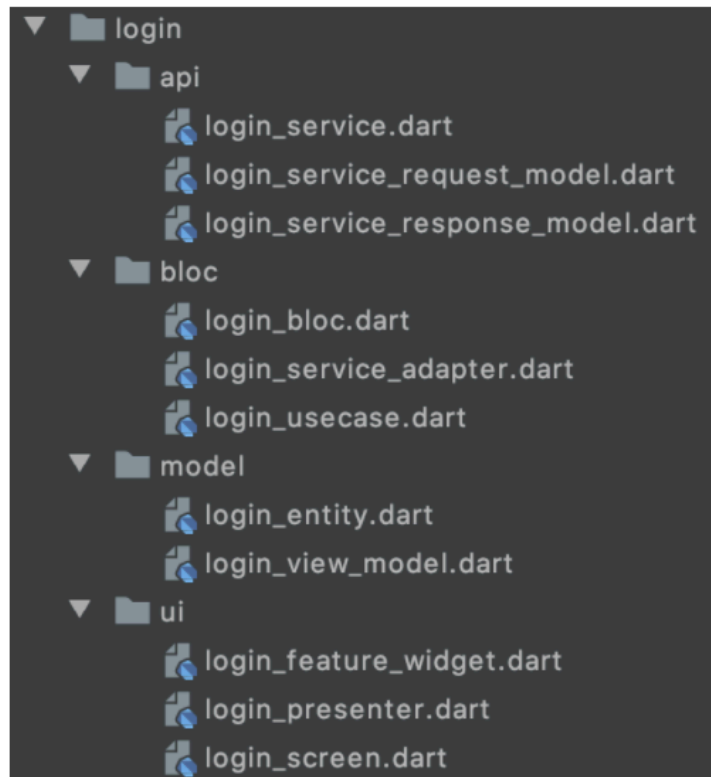 login
api
login_service.dart
login_service_request_model.dart
login_service_response_model.dart
bloc
login_bloc.dart
login_service_adapter.dart
login_usecase.dart
model
login_entity.dart
login_view_model.dart
ui
login_feature_widget.dart
login_presenter.dart
login_screen.dart